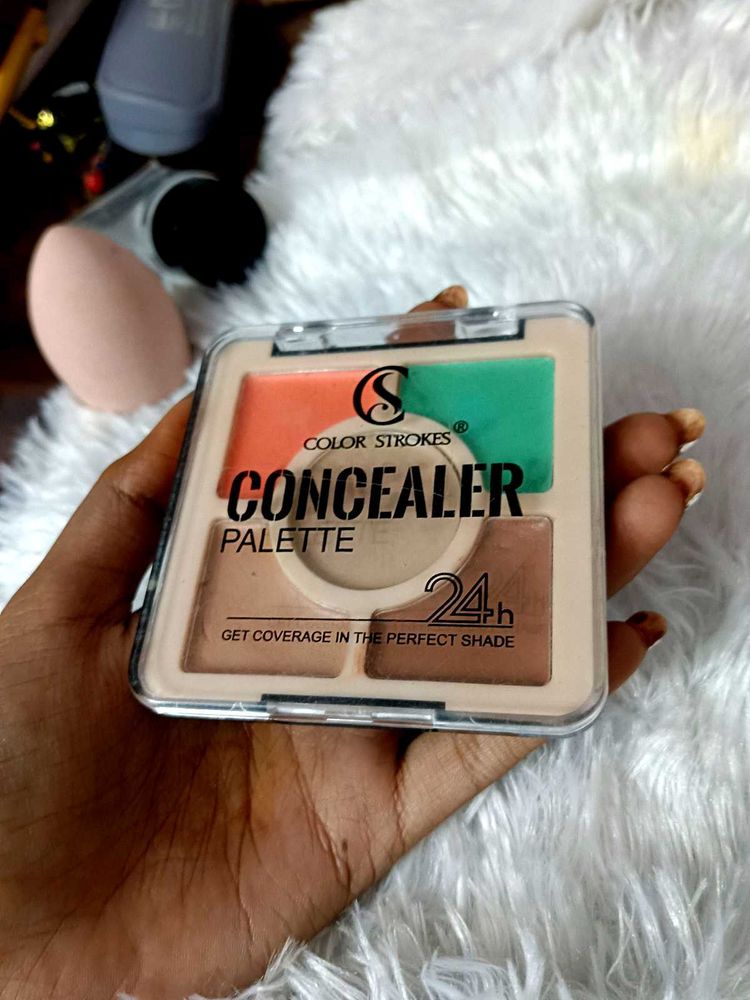 CS
COLOR STROKES®
CONCEALER
PALETTE
24h
GET COVERAGE IN THE PERFECT SHADE